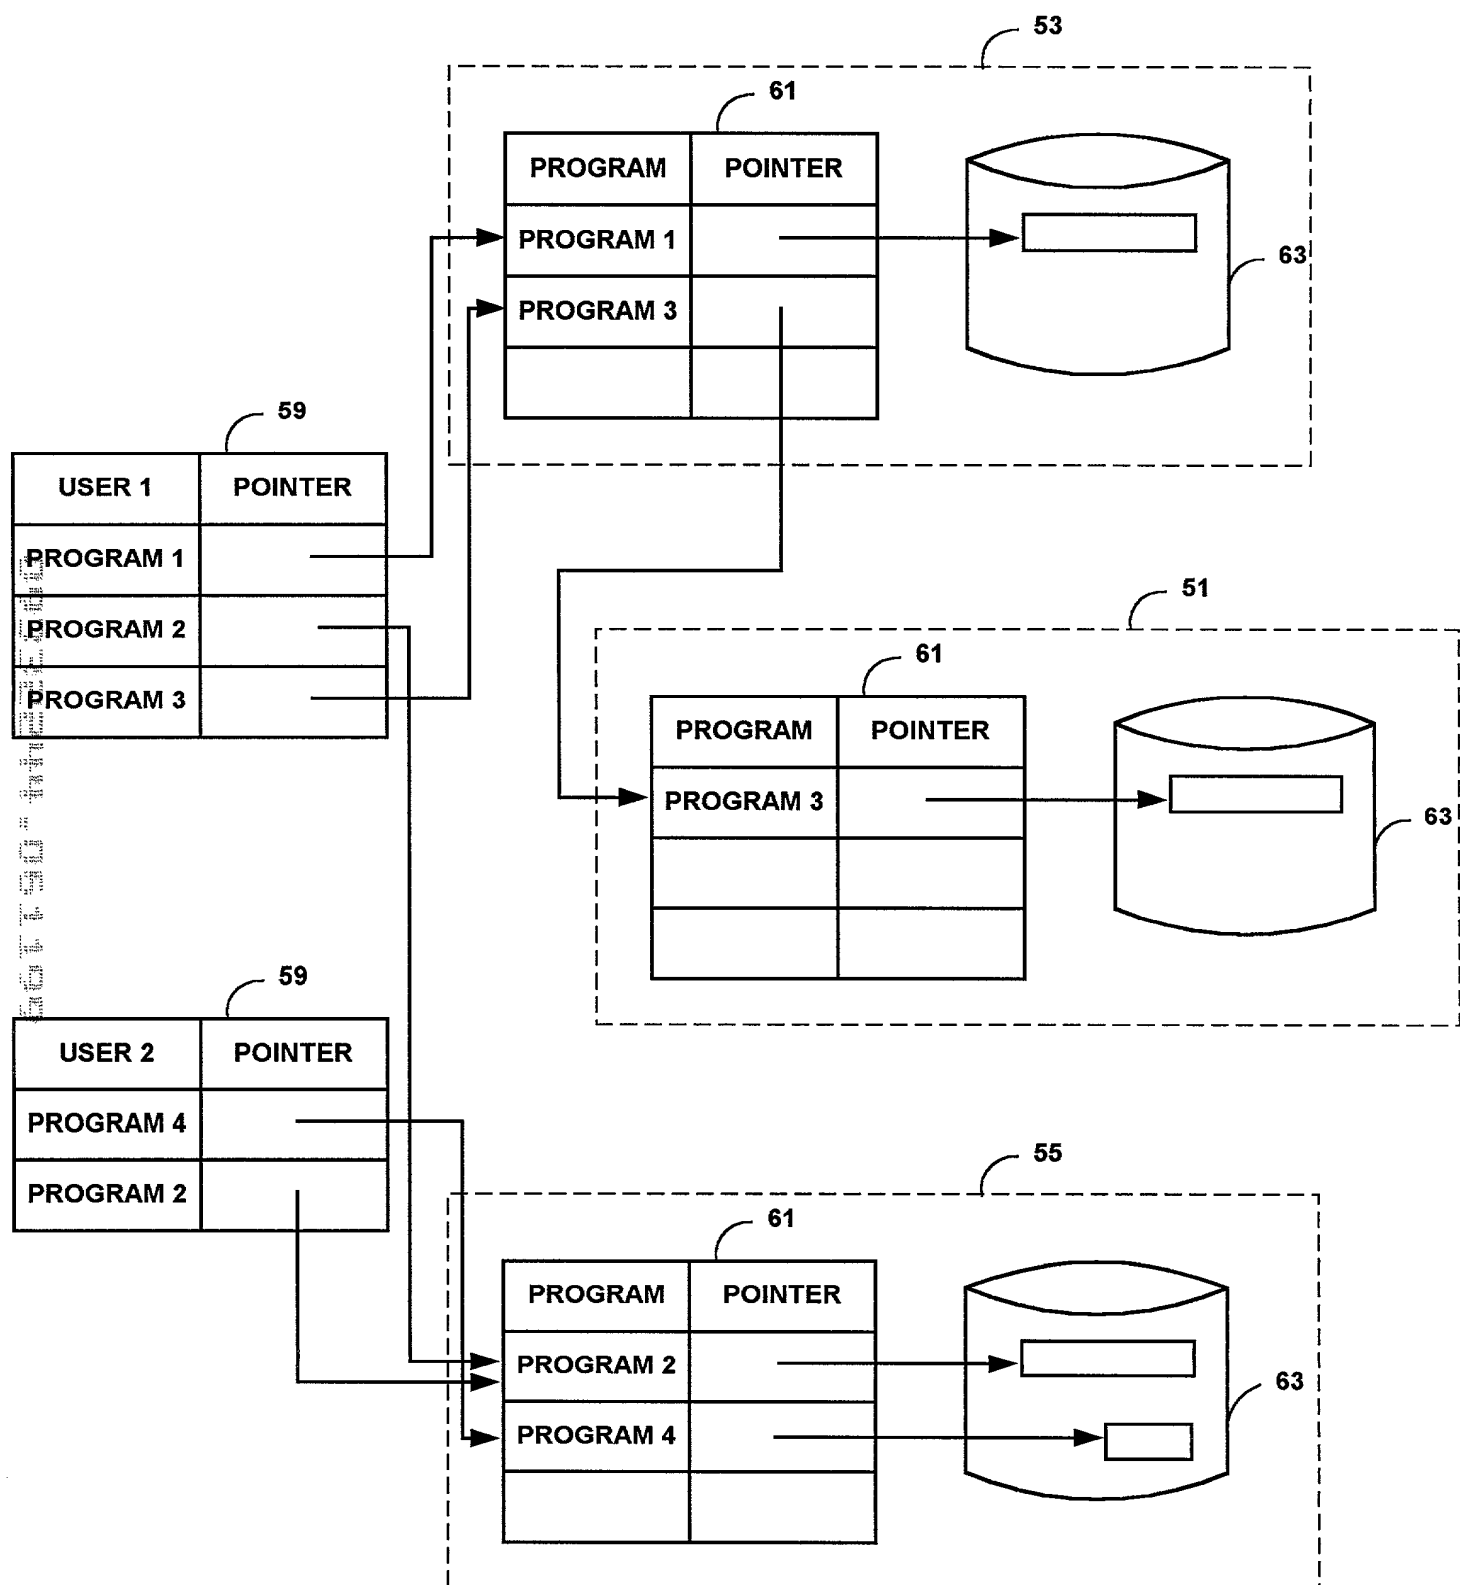 53
61
PROGRAM POINTER
PROGRAM 1
63
PROGRAM 3
59
USER 1 POINTER
PROGRAM 1
PROGRAM 2
PROGRAM 3
51
61
PROGRAM POINTER
PROGRAM 3
63
59
USER 2 POINTER
PROGRAM 4
PROGRAM 2
55
61
PROGRAM POINTER
PROGRAM 2
63
PROGRAM 4